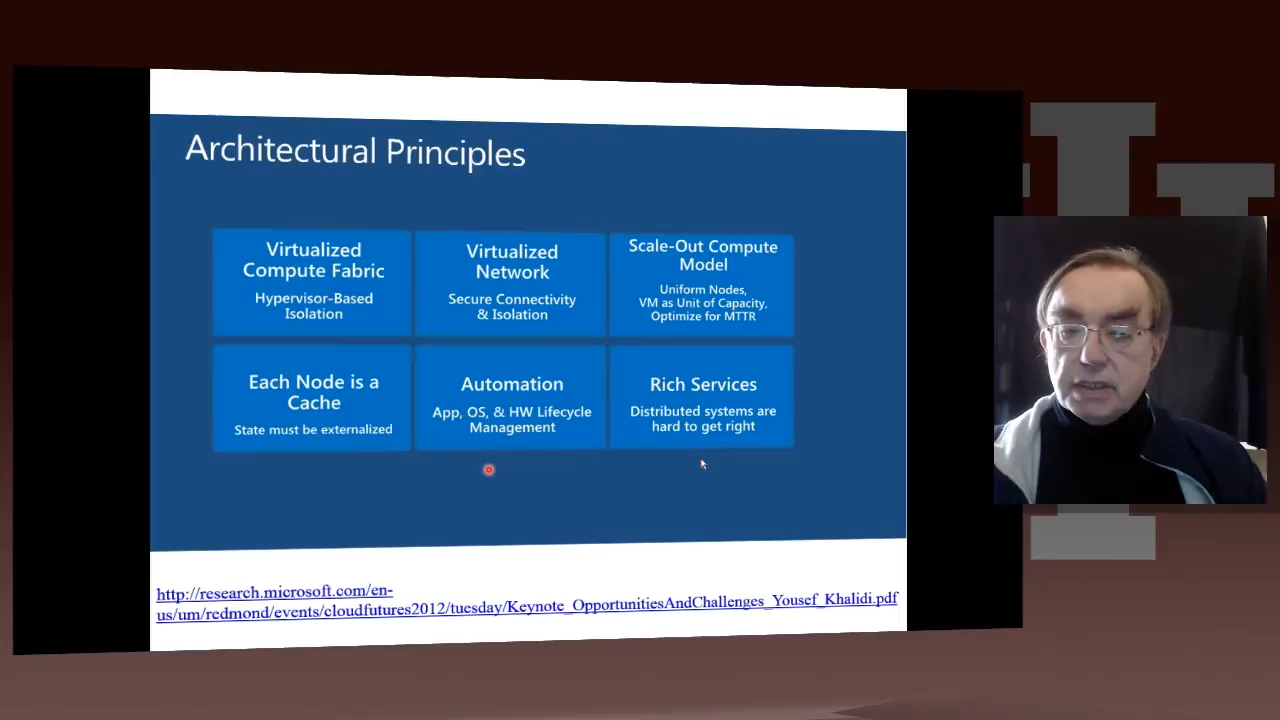 Architectural Principles
Virtualized
Compute Fabric
Hypervisor-Based
Isolation
Virtualized
Network
Secure Connectivity
& Isolation
Scale-Out Compute
Model
Uniform Nodes,
VM as Unit of Capacity,
Optimize for MTTR
Each Node is a
Cache
State must be externalized
Automation
App, OS, & HW Lifecycle
Management
Rich Services
Distributed systems are
hard to get right
http://research.microsoft.com/en-
us/um/redmond/events/cloudfutures2012/tuesday/Keynote_OpportunitiesAndChallenges_Yousef_Khalidi.pdf